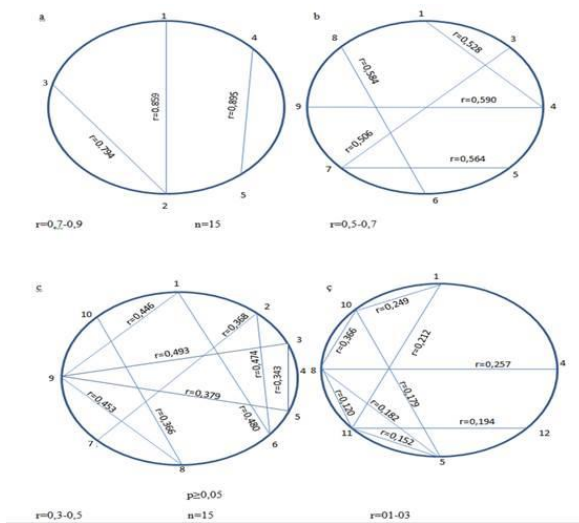 a
1
4
3
r=0,859
r=0,895
r=0,794
2
5
r=0,7-0,9 n=15
b
1
8
3
r=0,528
r=0,584
9
r=0,590
4
r=0,506
7
r=0,564
5
6
r=0,5-0,7
c
1
10
2
r=0,446
r=0,368
3
r=0,493
r=0,474
r=0,343
9
r=0,379
5
r=0,453
r=0,366
r=0,480
7
6
8
p≥0,05
r=0,3-0,5 n=15
ç
1
10
r=0,249
r=0,366
r=0,212
8
r=0,257
4
r=0,179
r=0,120
r=0,182
11
r=0,194
12
r=0,152
5
r=01-03